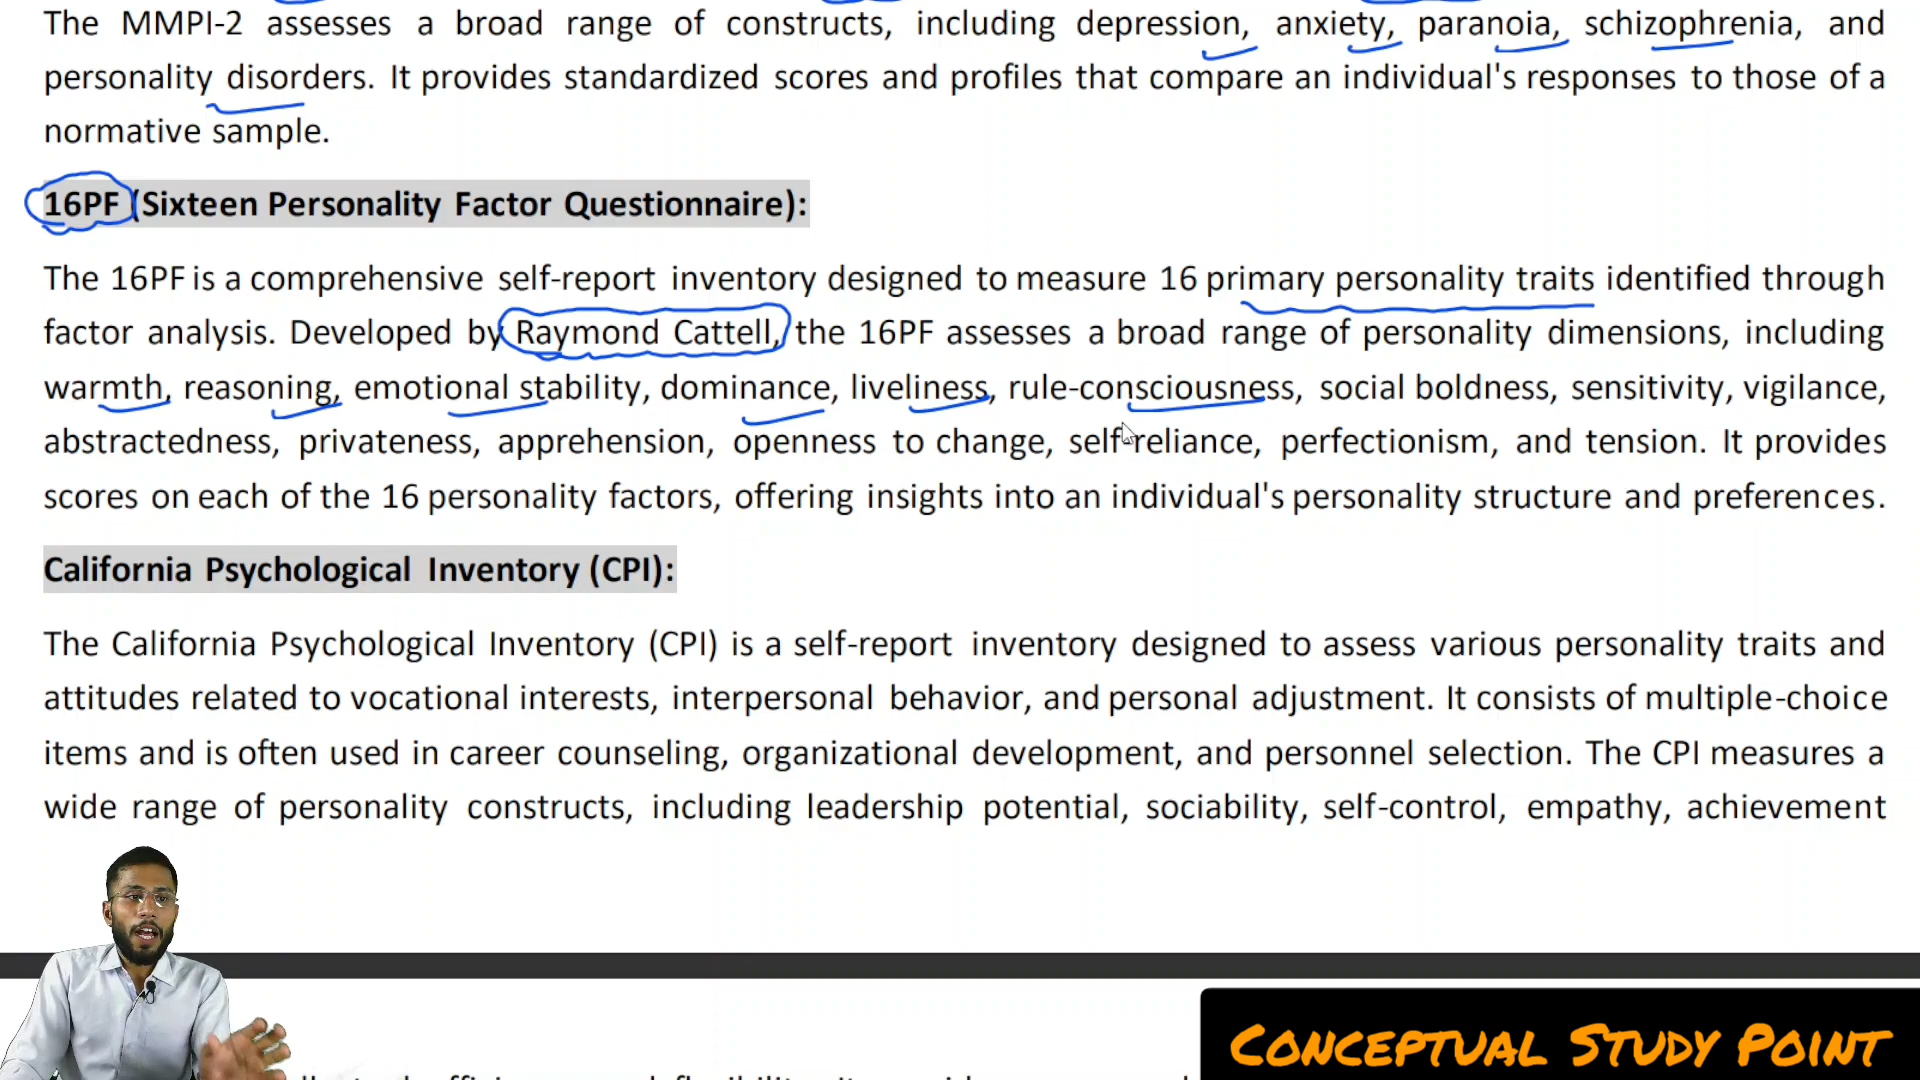 The MMPI-2 assesses a broad range of constructs, including depression, anxiety, paranoia, schizophrenia, and
personality disorders. It provides standardized scores and profiles that compare an individual's responses to those of a
normative sample.
16PF (Sixteen Personality Factor Questionnaire):
The 16PF is a comprehensive self-report inventory designed to measure 16 primary personality traits identified through
factor analysis. Developed by Raymond Cattell, the 16PF assesses a broad range of personality dimensions, including
warmth, reasoning, emotional stability, dominance, liveliness, rule-consciousness, social boldness, sensitivity, vigilance,
abstractedness, privateness, apprehension, openness to change, self-reliance, perfectionism, and tension. It provides
scores on each of the 16 personality factors, offering insights into an individual's personality structure and preferences.
California Psychological Inventory (CPI):
The California Psychological Inventory (CPI) is a self-report inventory designed to assess various personality traits and
attitudes related to vocational interests, interpersonal behavior, and personal adjustment. It consists of multiple-choice
items and is often used in career counseling, organizational development, and personnel selection. The CPI measures a
wide range of personality constructs, including leadership potential, sociability, self-control, empathy, achievement
CONCEPTUAL STUDY POINT